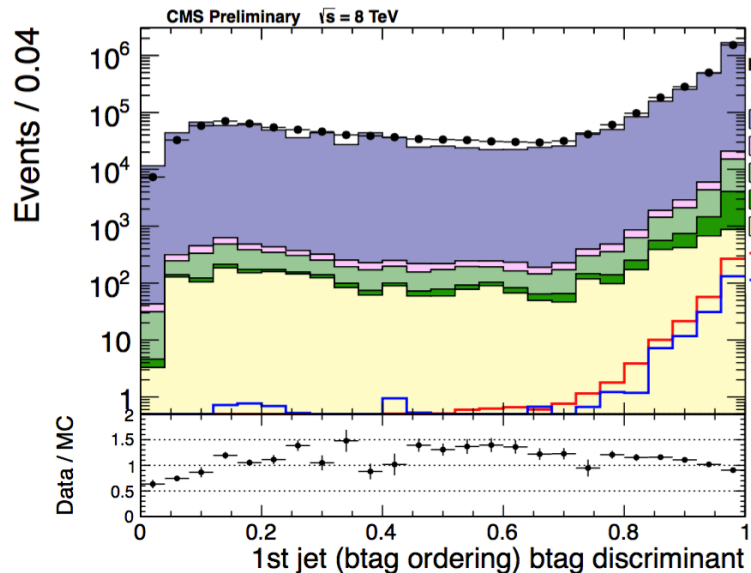 CMS Preliminary √s = 8 TeV
Events / 0.04
10⁶
10⁵
10⁴
10³
10²
10
1
Data / MC
2
1.5
1
0.5
0
0 0.2 0.4 0.6 0.8 1
1st jet (btag ordering) btag discriminant